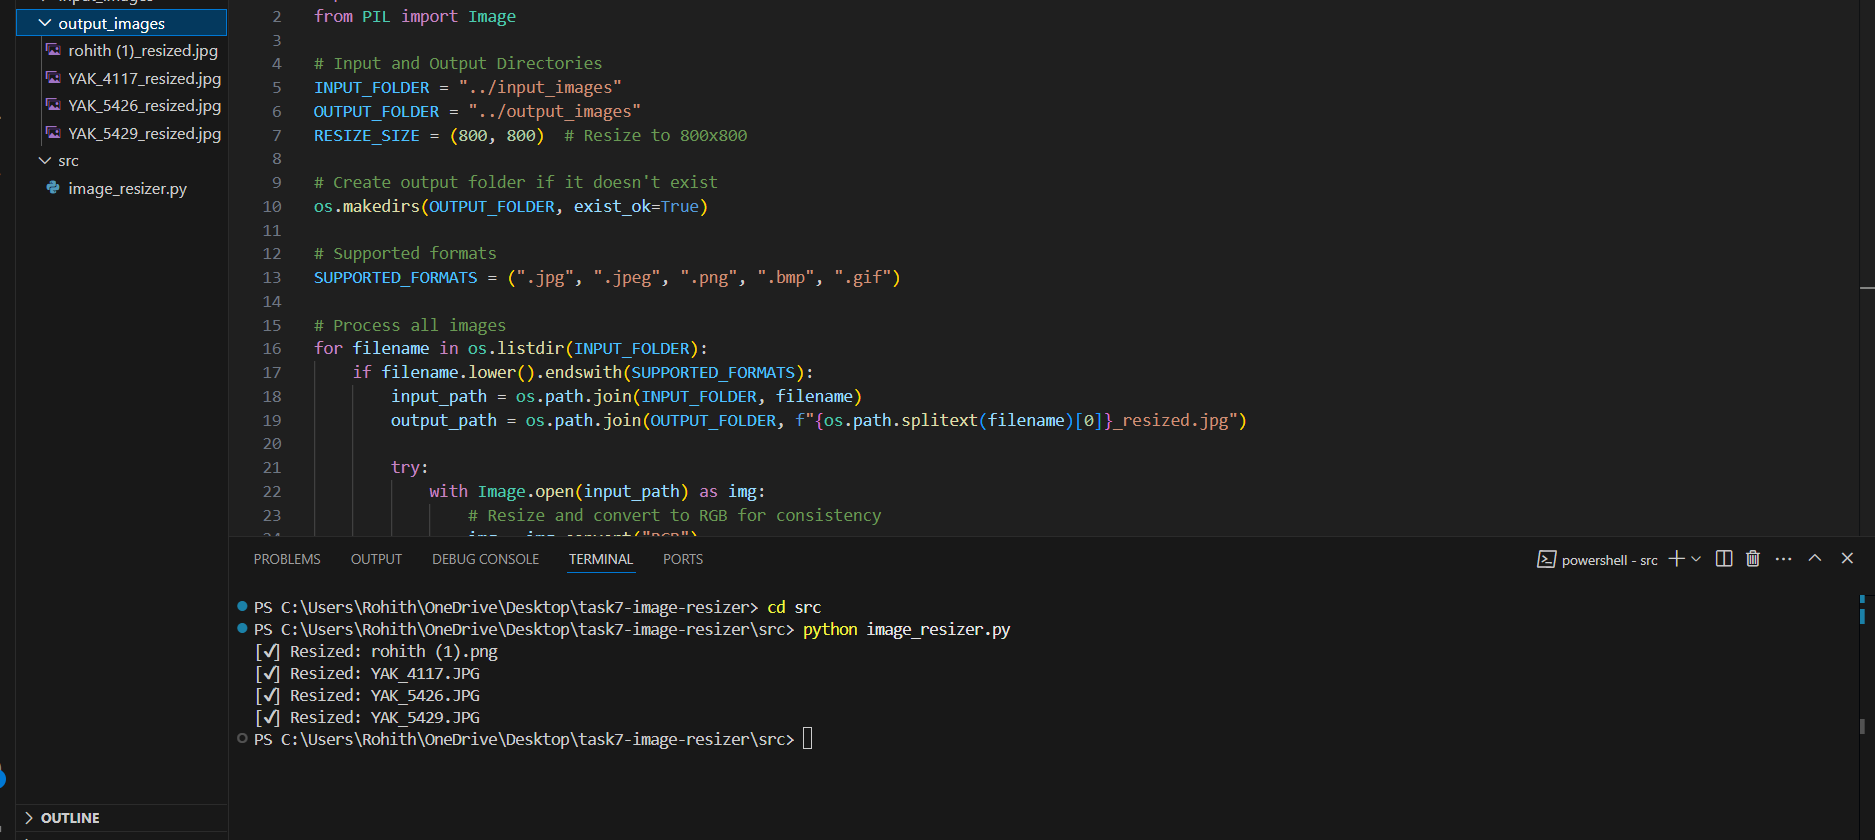 input_images
output_images
rohith (1)_resized.jpg
YAK_4117_resized.jpg
YAK_5426_resized.jpg
YAK_5429_resized.jpg
src
image_resizer.py
OUTLINE
2 from PIL import Image
3
4 # Input and Output Directories
5 INPUT_FOLDER = "../input_images"
6 OUTPUT_FOLDER = "../output_images"
7 RESIZE_SIZE = (800, 800)  # Resize to 800x800
8
9 # Create output folder if it doesn't exist
10 os.makedirs(OUTPUT_FOLDER, exist_ok=True)
11
12 # Supported formats
13 SUPPORTED_FORMATS = (".jpg", ".jpeg", ".png", ".bmp", ".gif")
14
15 # Process all images
16 for filename in os.listdir(INPUT_FOLDER):
17     if filename.lower().endswith(SUPPORTED_FORMATS):
18         input_path = os.path.join(INPUT_FOLDER, filename)
19         output_path = os.path.join(OUTPUT_FOLDER, f"{os.path.splitext(filename)[0]}_resized.jpg")
20
21         try:
22             with Image.open(input_path) as img:
23                 # Resize and convert to RGB for consistency
24                 img = img.convert("RGB")
PROBLEMS OUTPUT DEBUG CONSOLE TERMINAL PORTS powershell - src
PS C:\Users\Rohith\OneDrive\Desktop\task7-image-resizer> cd src
PS C:\Users\Rohith\OneDrive\Desktop\task7-image-resizer\src> python image_resizer.py
[✓] Resized: rohith (1).png
[✓] Resized: YAK_4117.JPG
[✓] Resized: YAK_5426.JPG
[✓] Resized: YAK_5429.JPG
PS C:\Users\Rohith\OneDrive\Desktop\task7-image-resizer\src>